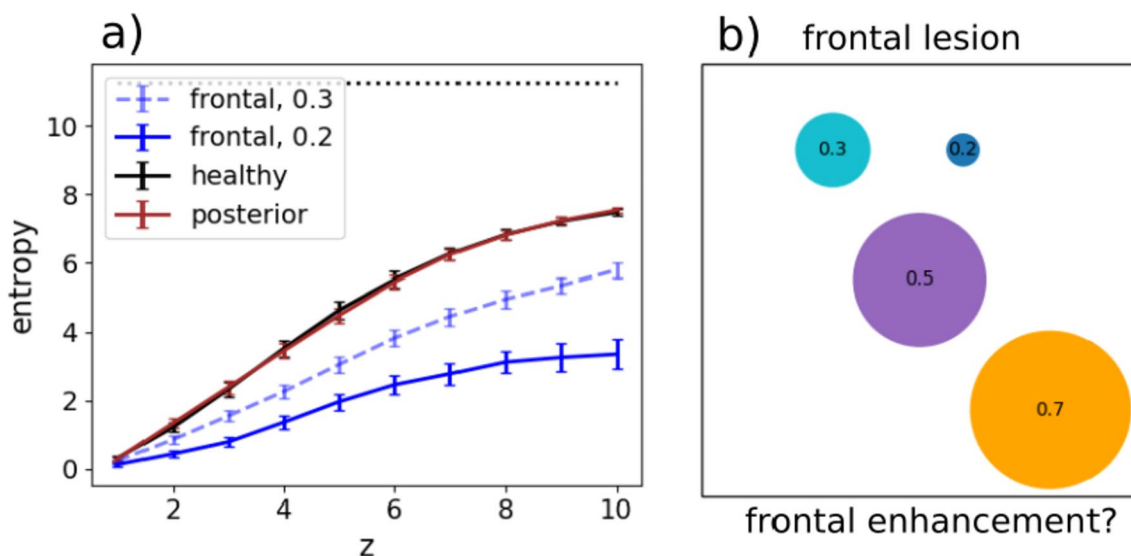 a)
frontal, 0.3
frontal, 0.2
healthy
posterior
entropy
10
8
6
4
2
0
2 4 6 8 10
z
b) frontal lesion
0.3 0.2
0.5
0.7
frontal enhancement?